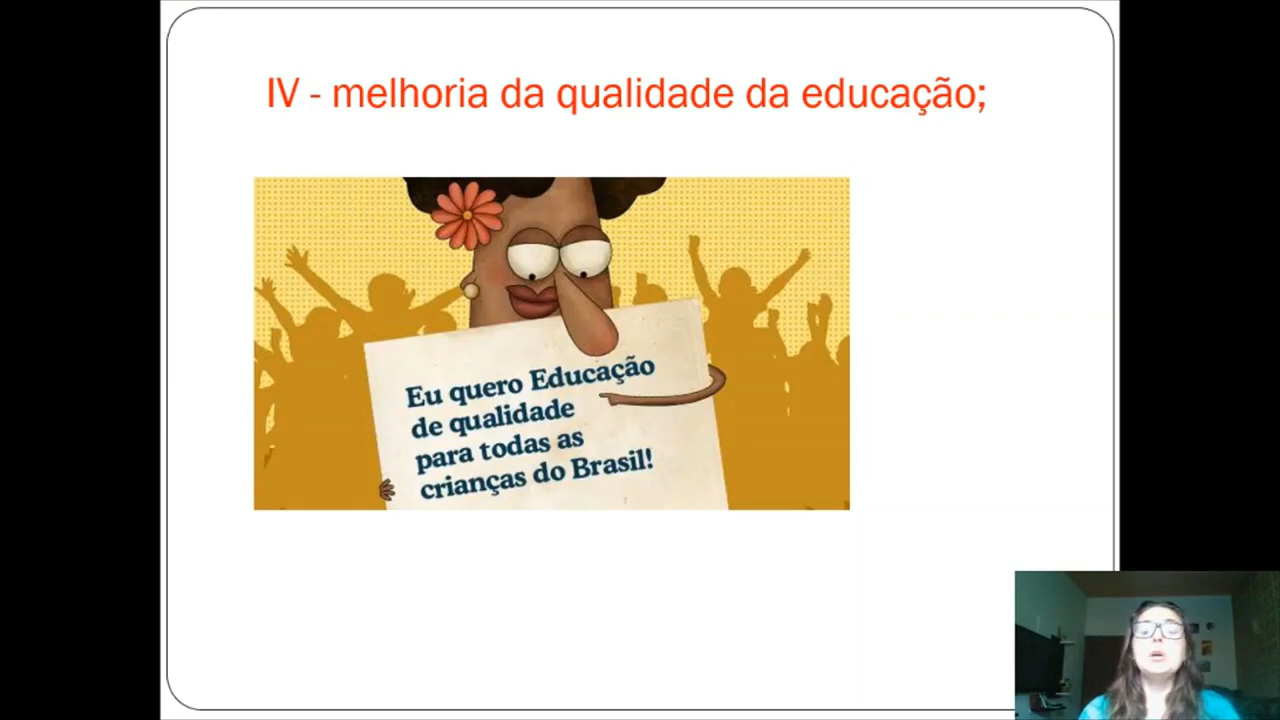 IV - melhoria da qualidade da educação;
Eu quero Educação
de qualidade
para todas as
crianças do Brasil!